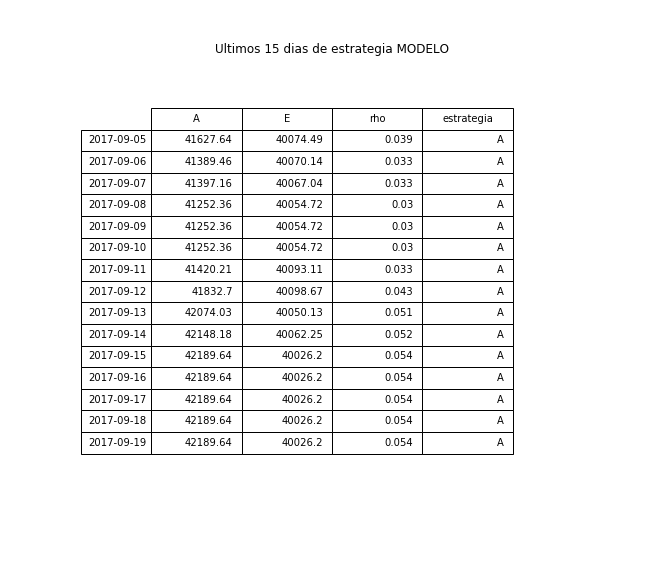 Ultimos 15 dias de estrategia MODELO
A E rho estrategia
2017-09-05 41627.64 40074.49 0.039 A
2017-09-06 41389.46 40070.14 0.033 A
2017-09-07 41397.16 40067.04 0.033 A
2017-09-08 41252.36 40054.72 0.03 A
2017-09-09 41252.36 40054.72 0.03 A
2017-09-10 41252.36 40054.72 0.03 A
2017-09-11 41420.21 40093.11 0.033 A
2017-09-12 41832.7 40098.67 0.043 A
2017-09-13 42074.03 40050.13 0.051 A
2017-09-14 42148.18 40062.25 0.052 A
2017-09-15 42189.64 40026.2 0.054 A
2017-09-16 42189.64 40026.2 0.054 A
2017-09-17 42189.64 40026.2 0.054 A
2017-09-18 42189.64 40026.2 0.054 A
2017-09-19 42189.64 40026.2 0.054 A